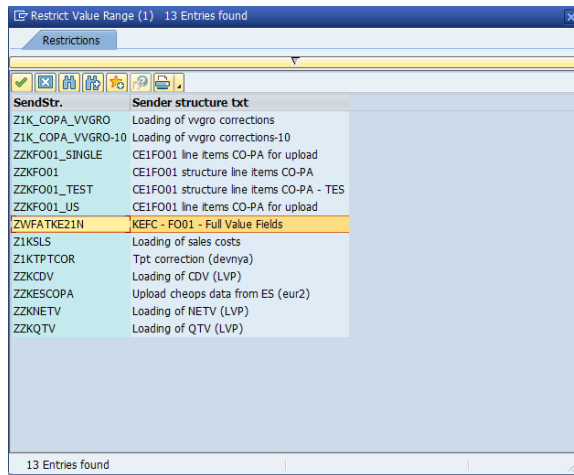 Restrict Value Range (1) 13 Entries found
Restrictions
SendStr. Sender structure txt
Z1K_COPA_VVGRO Loading of vvgro corrections
Z1K_COPA_VVGRO-10 Loading of vvgro corrections-10
ZZKFO01_SINGLE CE1FO01 line items CO-PA for upload
ZZKFO01 CE1FO01 structure line items CO-PA
ZZKFO01_TEST CE1FO01 structure line items CO-PA - TES
ZZKFO01_US CE1FO01 line items CO-PA for upload
ZWFATKE21N KEFC - FO01 - Full Value Fields
Z1KSLS Loading of sales costs
Z1KTPTCOR Tpt correction (devnya)
ZZKCDV Loading of CDV (LVP)
ZZKESCOPA Upload cheops data from ES (eur2)
ZZKNETV Loading of NETV (LVP)
ZZKQTV Loading of QTV (LVP)
13 Entries found